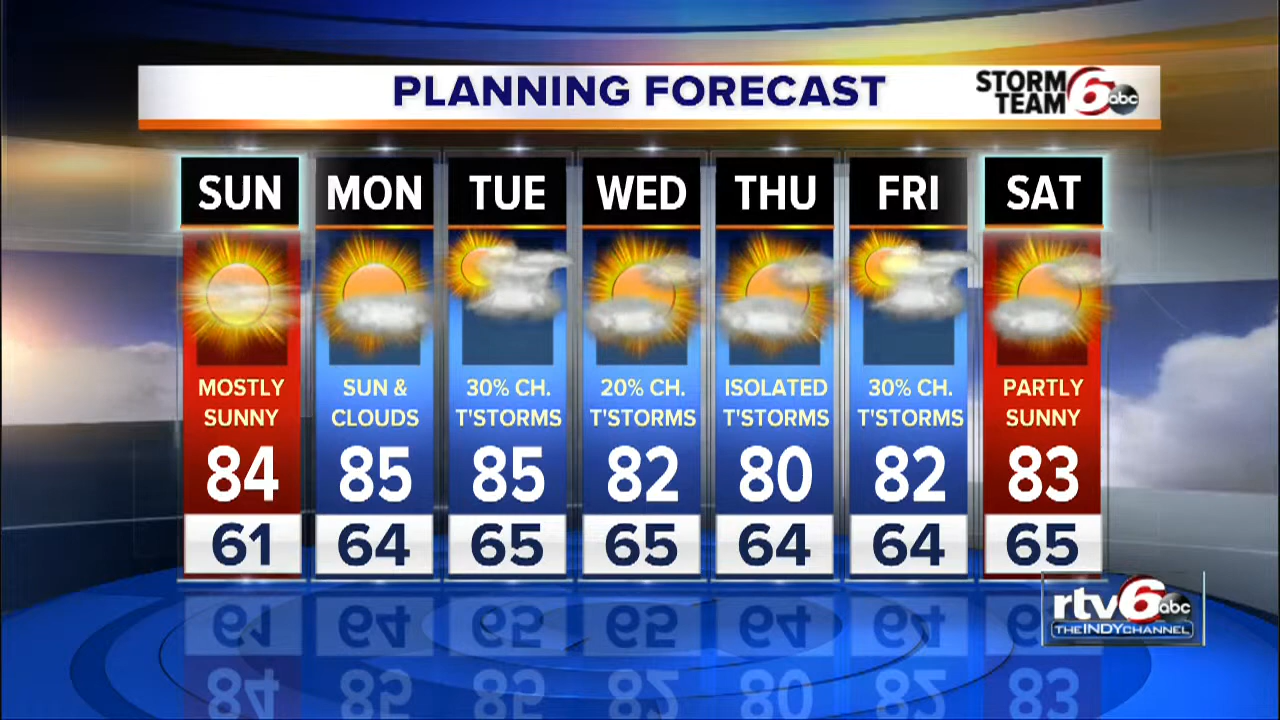 PLANNING FORECAST
STORM
TEAM 6 abc
SUN MON TUE WED THU FRI SAT
MOSTLY
SUNNY
SUN &
CLOUDS
30% CH.
T'STORMS
20% CH.
T'STORMS
ISOLATED
T'STORMS
30% CH.
T'STORMS
PARTLY
SUNNY
84 85 85 82 80 82 83
61 64 65 65 64 64 65
rtv6 abc
THE INDY CHANNEL